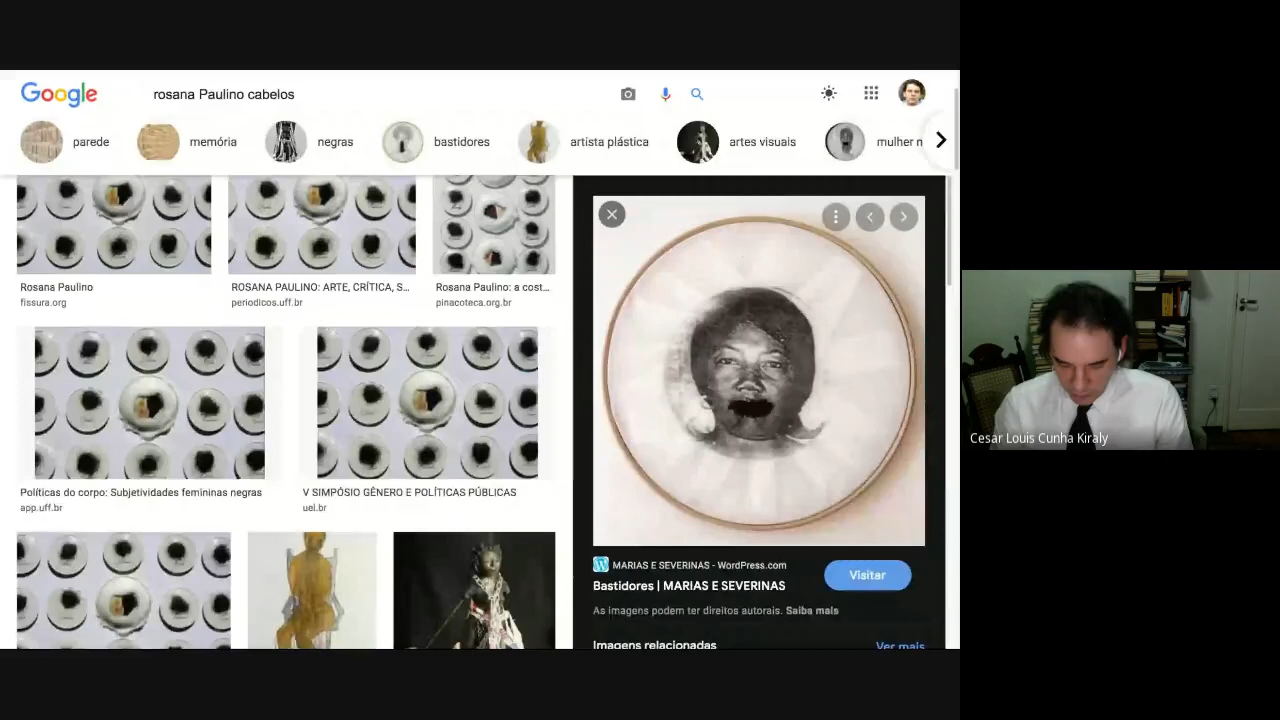 Google
rosana Paulino cabelos
parede
memória
negras
bastidores
artista plástica
artes visuais
mulher n
Rosana Paulino
fissura.org
ROSANA PAULINO: ARTE, CRÍTICA, S...
periodicos.uff.br
Rosana Paulino: a cost...
pinacoteca.org.br
Políticas do corpo: Subjetividades femininas negras
app.uff.br
V SIMPÓSIO GÊNERO E POLÍTICAS PÚBLICAS
uel.br
MARIAS E SEVERINAS - WordPress.com
Bastidores | MARIAS E SEVERINAS
Visitar
As imagens podem ter direitos autorais. Saiba mais
Imagens relacionadas
Ver mais
Cesar Louis Cunha Kiraly